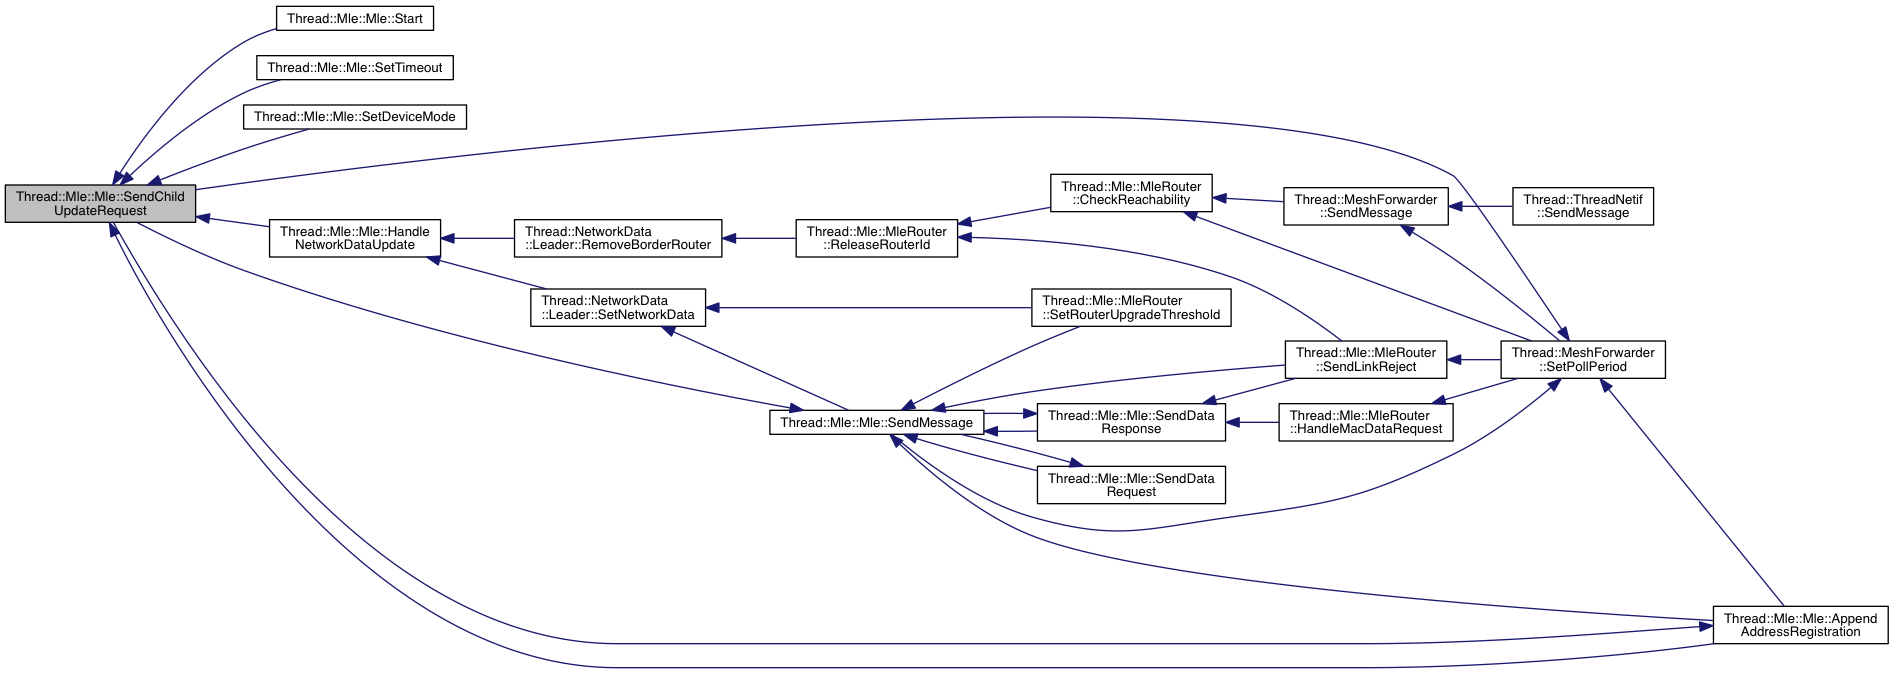 Thread::Mle::Mle::Start
Thread::Mle::Mle::SetTimeout
Thread::Mle::Mle::SetDeviceMode
Thread::Mle::Mle::SendChild
UpdateRequest
Thread::Mle::Mle::Handle
NetworkDataUpdate
Thread::NetworkData
::Leader::RemoveBorderRouter
Thread::Mle::MleRouter
::ReleaseRouterId
Thread::Mle::MleRouter
::CheckReachability
Thread::MeshForwarder
::SendMessage
Thread::ThreadNetif
::SendMessage
Thread::NetworkData
::Leader::SetNetworkData
Thread::Mle::MleRouter
::SetRouterUpgradeThreshold
Thread::Mle::MleRouter
::SendLinkReject
Thread::MeshForwarder
::SetPollPeriod
Thread::Mle::Mle::SendMessage
Thread::Mle::Mle::SendData
Response
Thread::Mle::MleRouter
::HandleMacDataRequest
Thread::Mle::Mle::SendData
Request
Thread::Mle::Mle::Append
AddressRegistration